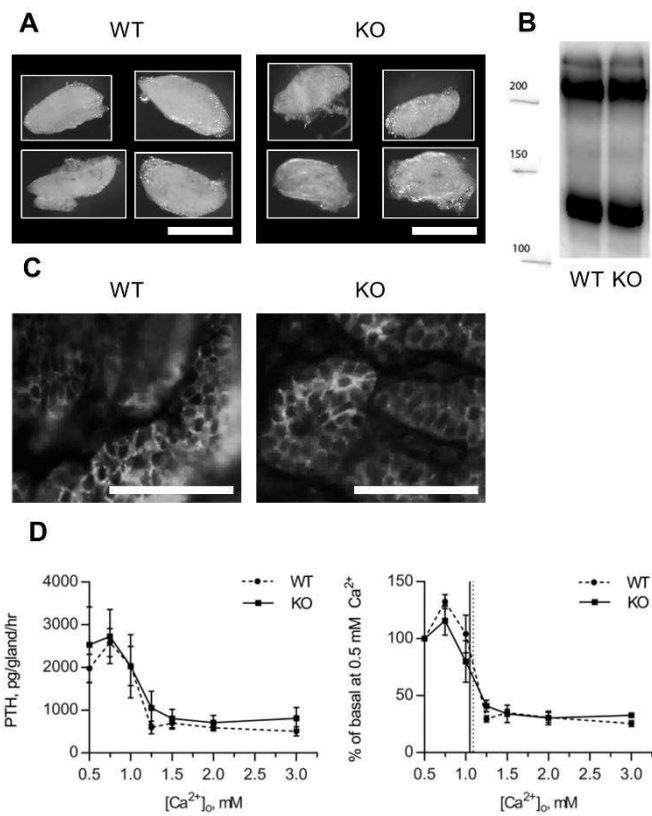 A
WT
KO
B
200
150
100
WT KO
C
WT
KO
D
PTH, pg/gland/hr
4000
3000
2000
1000
0
0.5 1.0 1.5 2.0 2.5 3.0
[Ca²⁺]ₒ, mM
WT
KO
% of basal at 0.5 mM Ca²⁺
150
100
50
0
0.5 1.0 1.5 2.0 2.5 3.0
[Ca²⁺]ₒ, mM
WT
KO